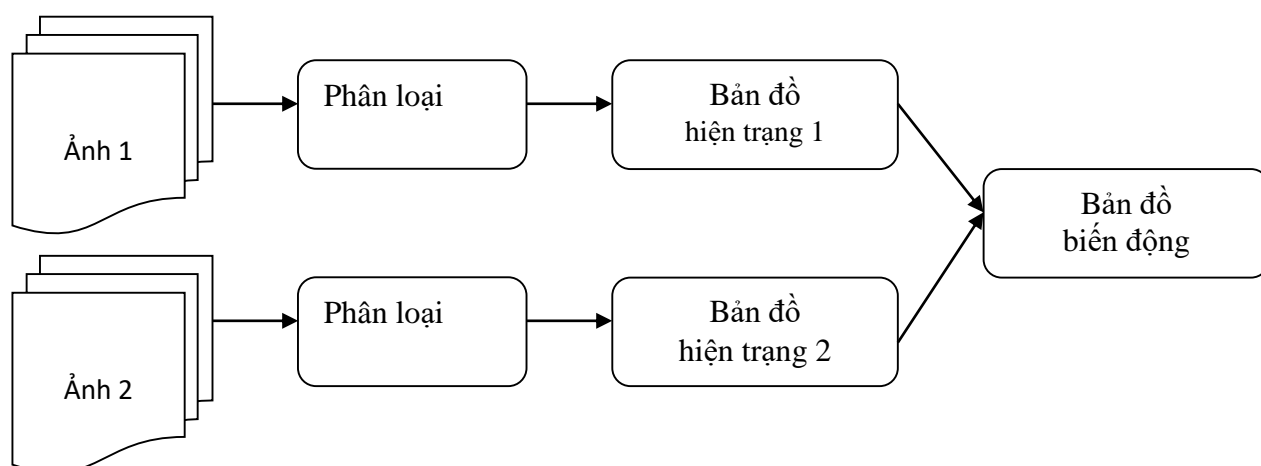 Ảnh 1
Phân loại
Bản đồ
hiện trạng 1
Bản đồ
biến động
Ảnh 2
Phân loại
Bản đồ
hiện trạng 2